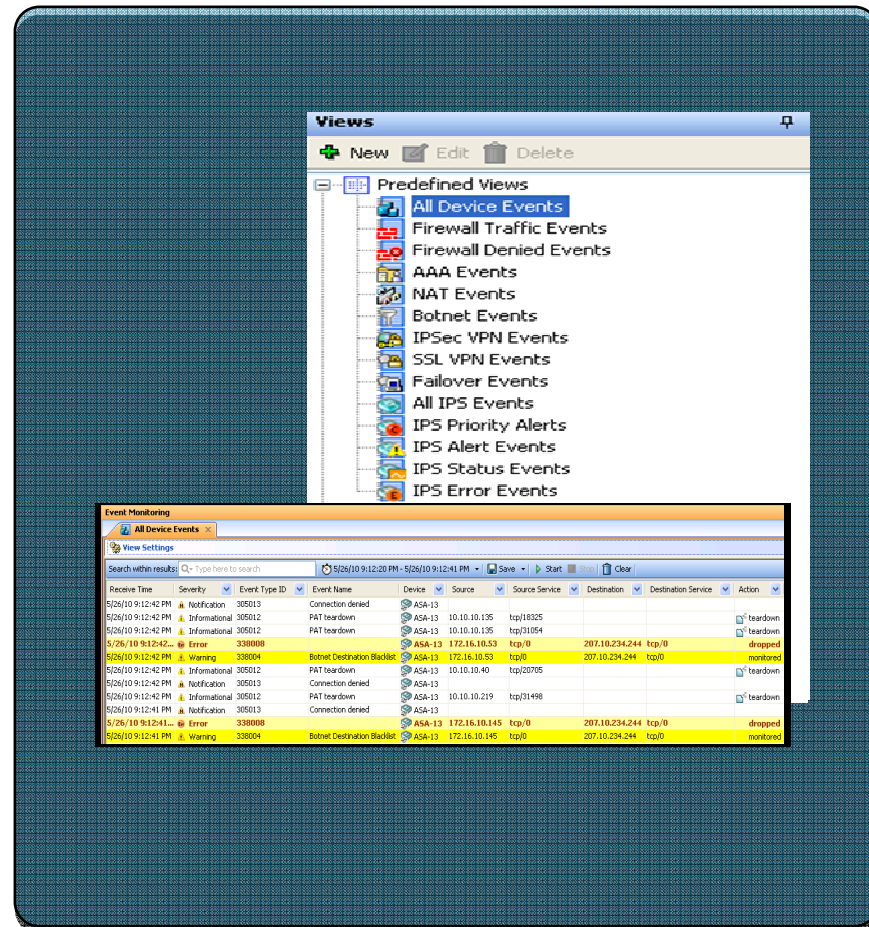 Views
New Edit Delete
Predefined Views
All Device Events
Firewall Traffic Events
Firewall Denied Events
AAA Events
NAT Events
Botnet Events
IPSec VPN Events
SSL VPN Events
Failover Events
All IPS Events
IPS Priority Alerts
IPS Alert Events
IPS Status Events
IPS Error Events
Event Monitoring
All Device Events
View Settings
Search within results: Type here to search 5/26/10 9:12:20 PM - 5/26/10 9:12:41 PM Save Start Stop Clear
Receive Time Severity Event Type ID Event Name Device Source Source Service Destination Destination Service Action
5/26/10 9:12:42 PM Notification 305013 Connection denied ASA-13
5/26/10 9:12:42 PM Informational 305012 PAT teardown ASA-13 10.10.10.135 tcp/18325 teardown
5/26/10 9:12:42 PM Informational 305012 PAT teardown ASA-13 10.10.10.135 tcp/31054 teardown
5/26/10 9:12:42... Error 338008 ASA-13 172.16.10.53 tcp/0 207.10.234.244 tcp/0 dropped
5/26/10 9:12:42 PM Warning 338004 Botnet Destination Blacklist ASA-13 172.16.10.53 tcp/0 207.10.234.244 tcp/0 monitored
5/26/10 9:12:42 PM Informational 305012 PAT teardown ASA-13 10.10.10.40 tcp/20705 teardown
5/26/10 9:12:42 PM Notification 305013 Connection denied ASA-13
5/26/10 9:12:42 PM Informational 305012 PAT teardown ASA-13 10.10.10.219 tcp/31498 teardown
5/26/10 9:12:41 PM Notification 305013 Connection denied ASA-13
5/26/10 9:12:41... Error 338008 ASA-13 172.16.10.145 tcp/0 207.10.234.244 tcp/0 dropped
5/26/10 9:12:41 PM Warning 338004 Botnet Destination Blacklist ASA-13 172.16.10.145 tcp/0 207.10.234.244 tcp/0 monitored